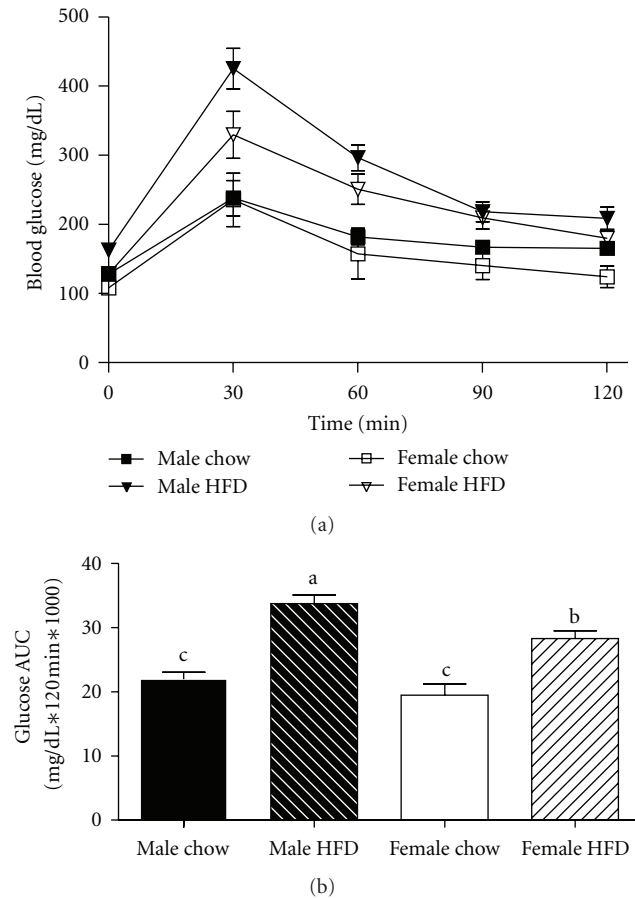 500
400
300
200
100
0
Blood glucose (mg/dL)
0 30 60 90 120
Time (min)
Male chow Female chow
Male HFD Female HFD
(a)
40
30
20
10
0
Glucose AUC
(mg/dL∗120 min∗1000)
c a c b
Male chow Male HFD Female chow Female HFD
(b)